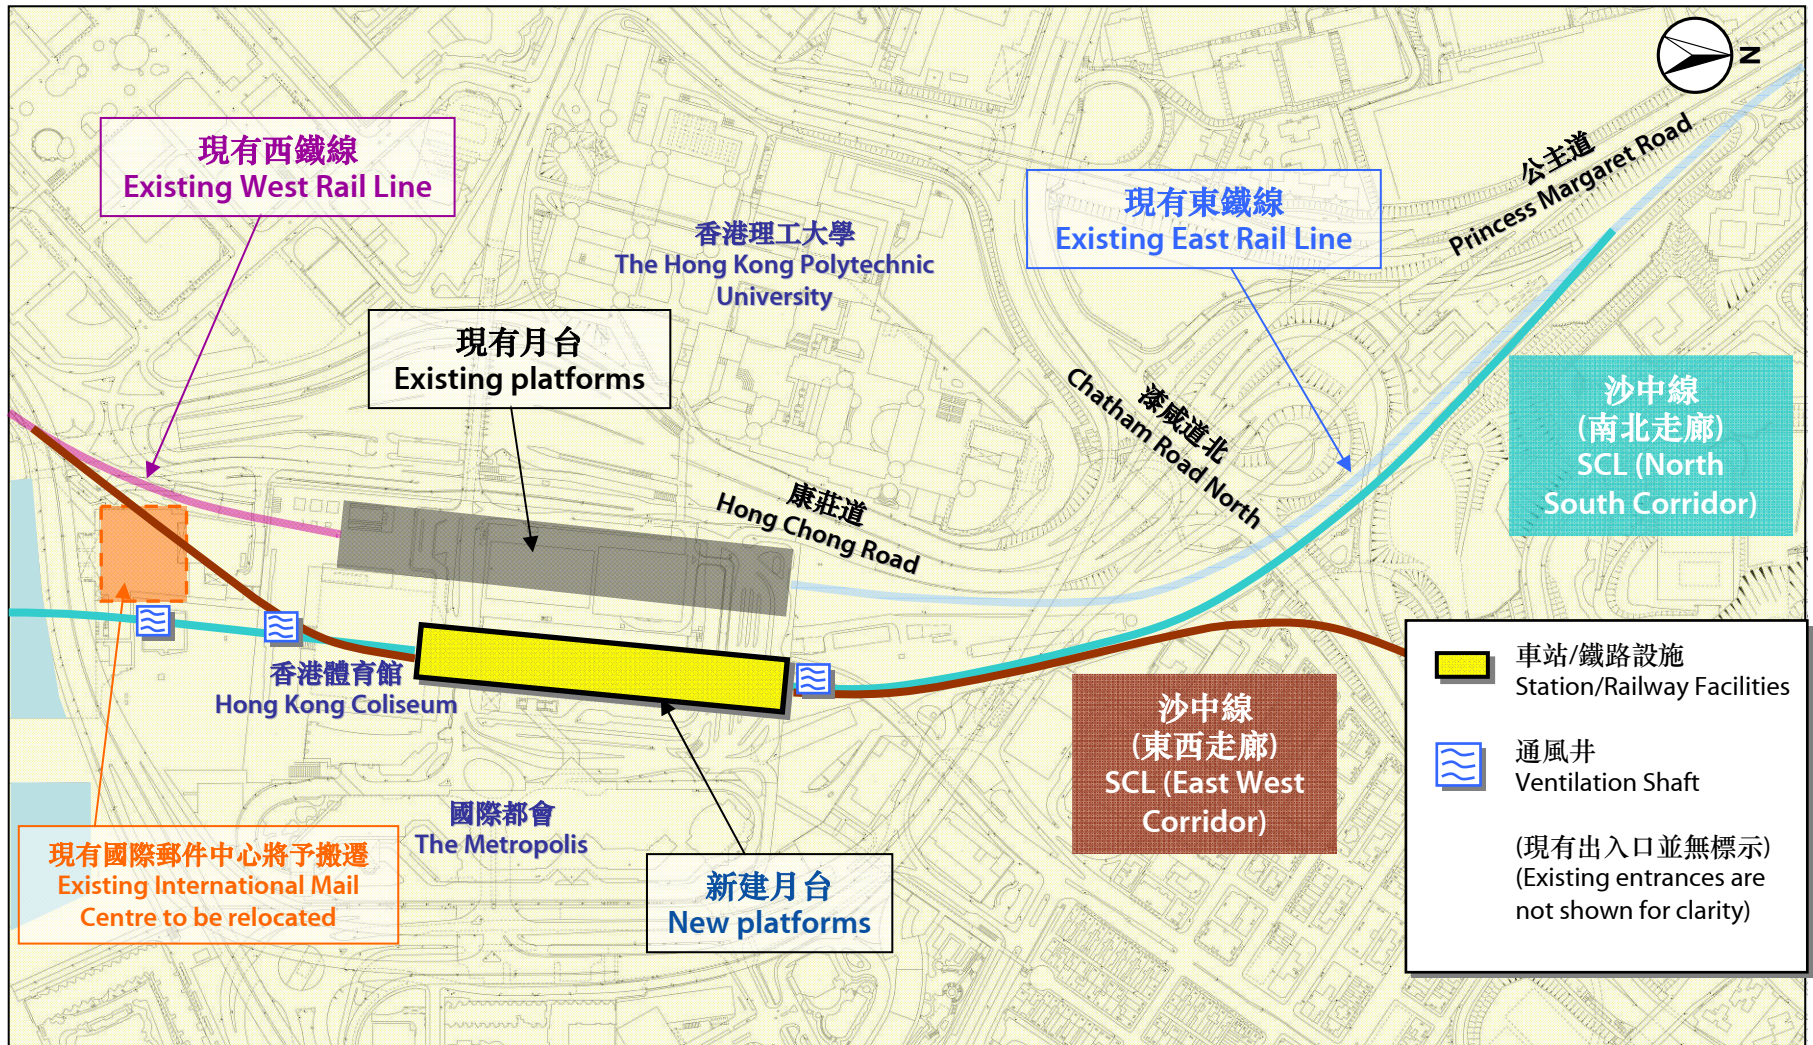 N
現有西鐵線
Existing West Rail Line
公主道
Princess Margaret Road
現有東鐵線
Existing East Rail Line
香港理工大學
The Hong Kong Polytechnic
University
現有月台
Existing platforms
漆咸道北
Chatham Road North
沙中線
(南北走廊)
SCL (North
South Corridor)
康莊道
Hong Chong Road
香港體育館
Hong Kong Coliseum
沙中線
(東西走廊)
SCL (East West
Corridor)
國際都會
The Metropolis
現有國際郵件中心將予搬遷
Existing International Mail
Centre to be relocated
新建月台
New platforms
車站/鐵路設施
Station/Railway Facilities
通風井
Ventilation Shaft
(現有出入口並無標示)
(Existing entrances are
not shown for clarity)